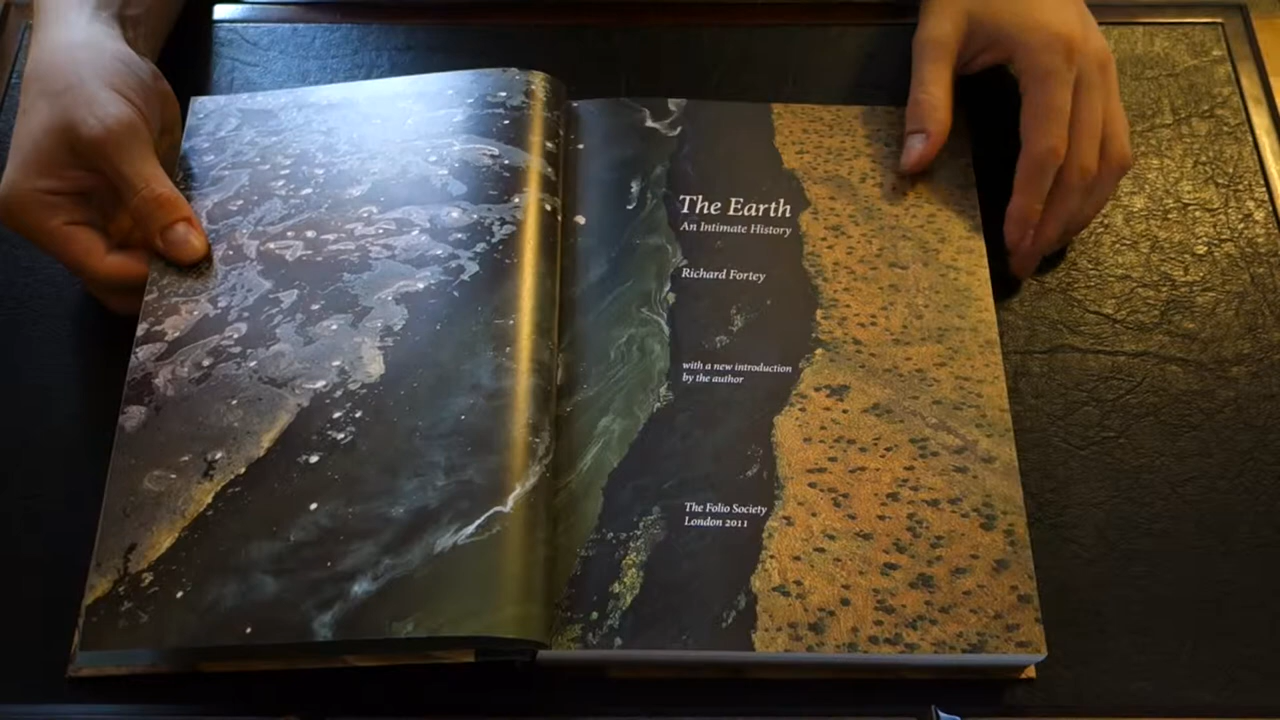 The Earth
An Intimate History
Richard Fortey
with a new introduction
by the author
The Folio Society
London 2011